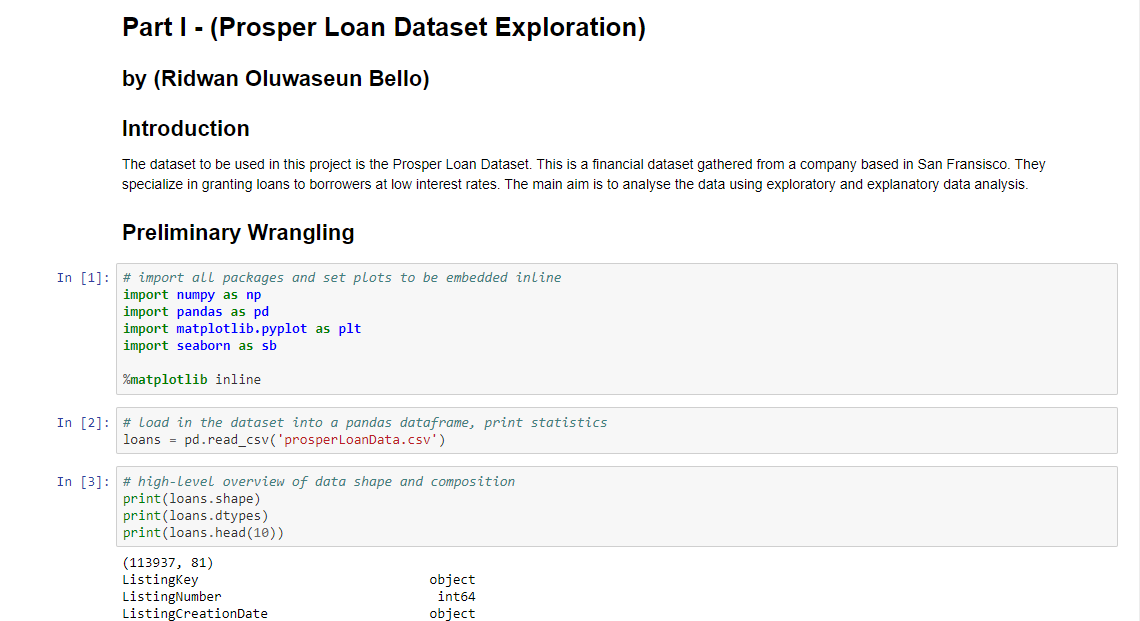 Part I - (Prosper Loan Dataset Exploration)
by (Ridwan Oluwaseun Bello)
Introduction
The dataset to be used in this project is the Prosper Loan Dataset. This is a financial dataset gathered from a company based in San Fransisco. They
specialize in granting loans to borrowers at low interest rates. The main aim is to analyse the data using exploratory and explanatory data analysis.
Preliminary Wrangling
In [1]: # import all packages and set plots to be embedded inline
import numpy as np
import pandas as pd
import matplotlib.pyplot as plt
import seaborn as sb
%matplotlib inline
In [2]: # load in the dataset into a pandas dataframe, print statistics
loans = pd.read_csv('prosperLoanData.csv')
In [3]: # high-level overview of data shape and composition
print(loans.shape)
print(loans.dtypes)
print(loans.head(10))
(113937, 81)
ListingKey object
ListingNumber int64
ListingCreationDate object